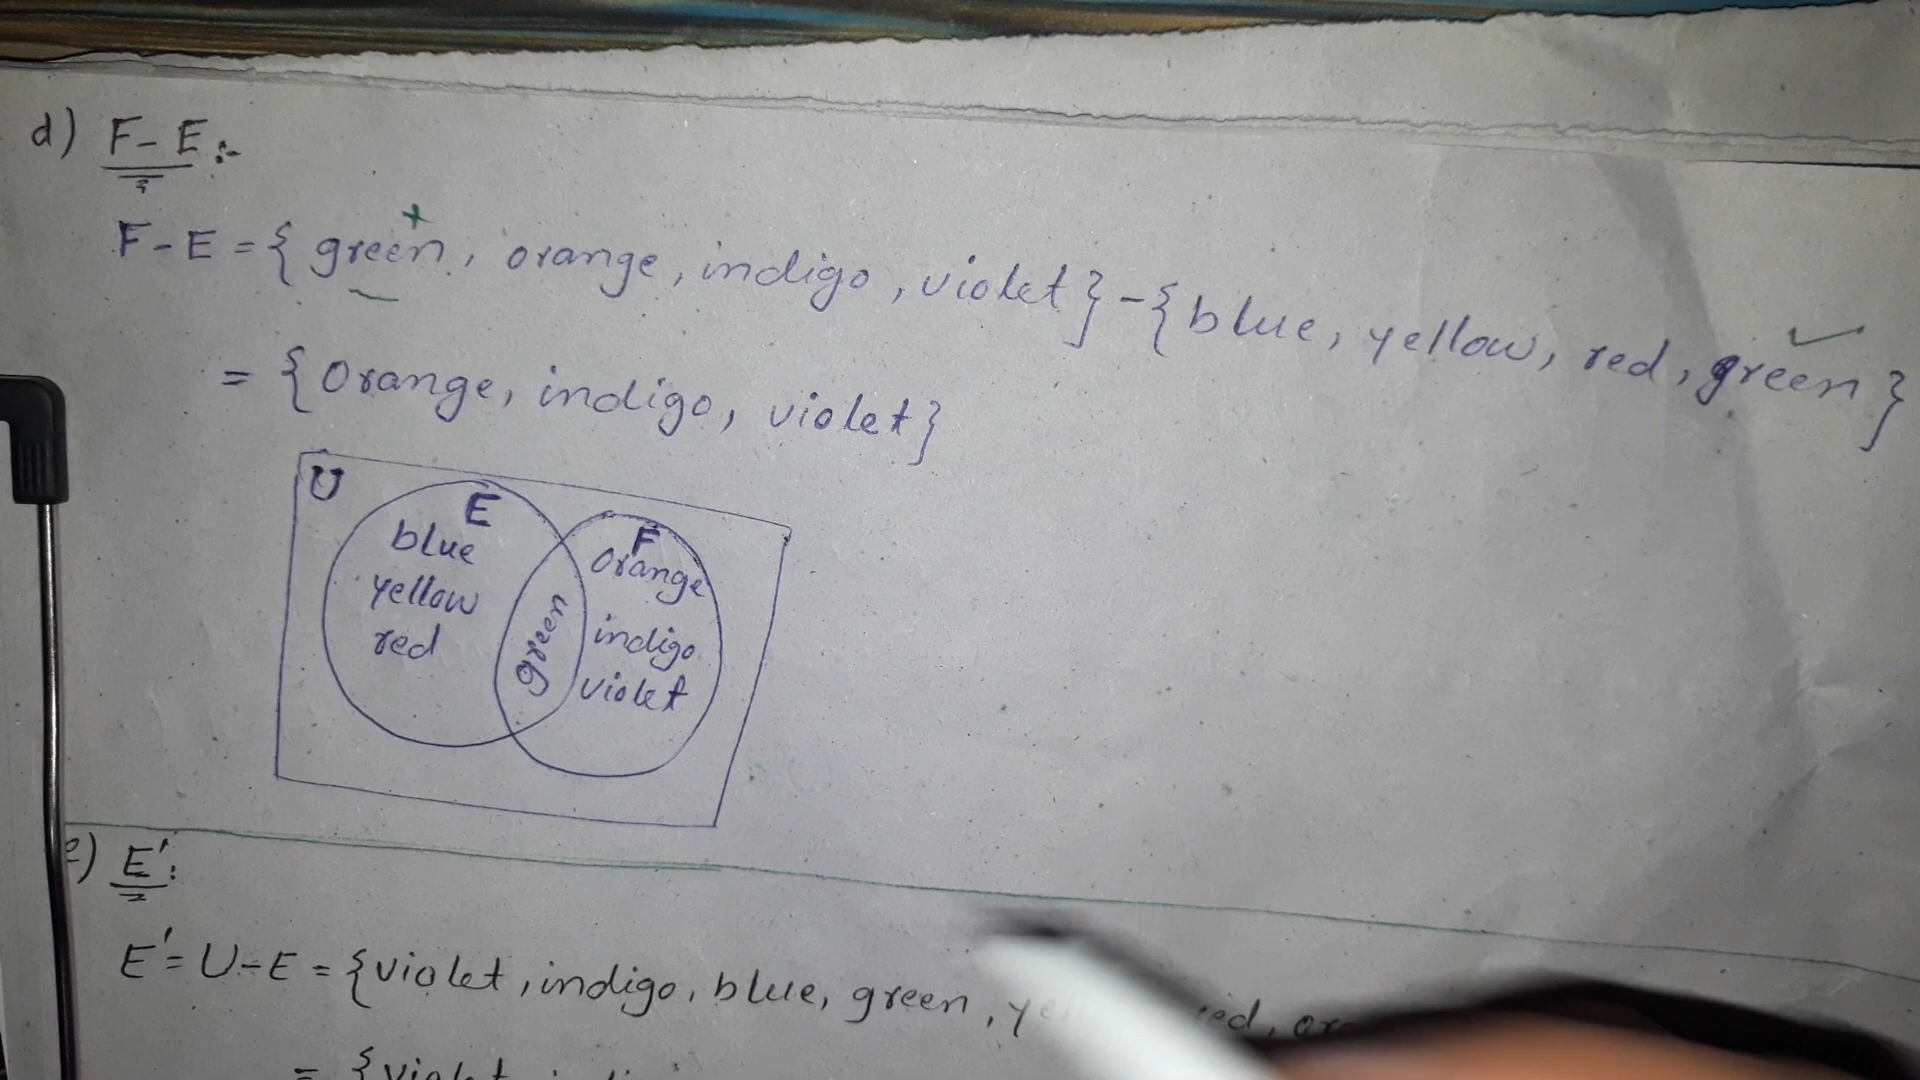 d) F-E:-
F-E={ green, orange, indigo, violet}-{blue, yellow, red, green}
= {orange, indigo, violet}
U
E
F
blue
yellow
red
green
orange
indigo
violet
e) E':
E'=U-E={violet, indigo, blue, green,
= {violet